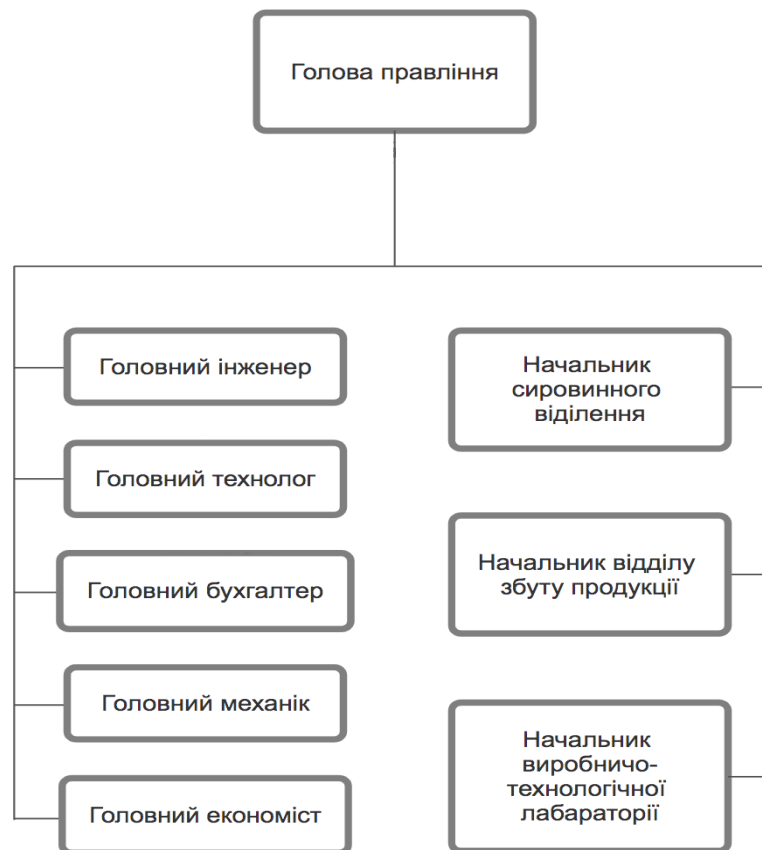 Голова правління
Головний інженер
Головний технолог
Головний бухгалтер
Головний механік
Головний економіст
Начальник
сировинного
віділення
Начальник відділу
збуту продукції
Начальник
виробничо-
технологічної
лабараторії